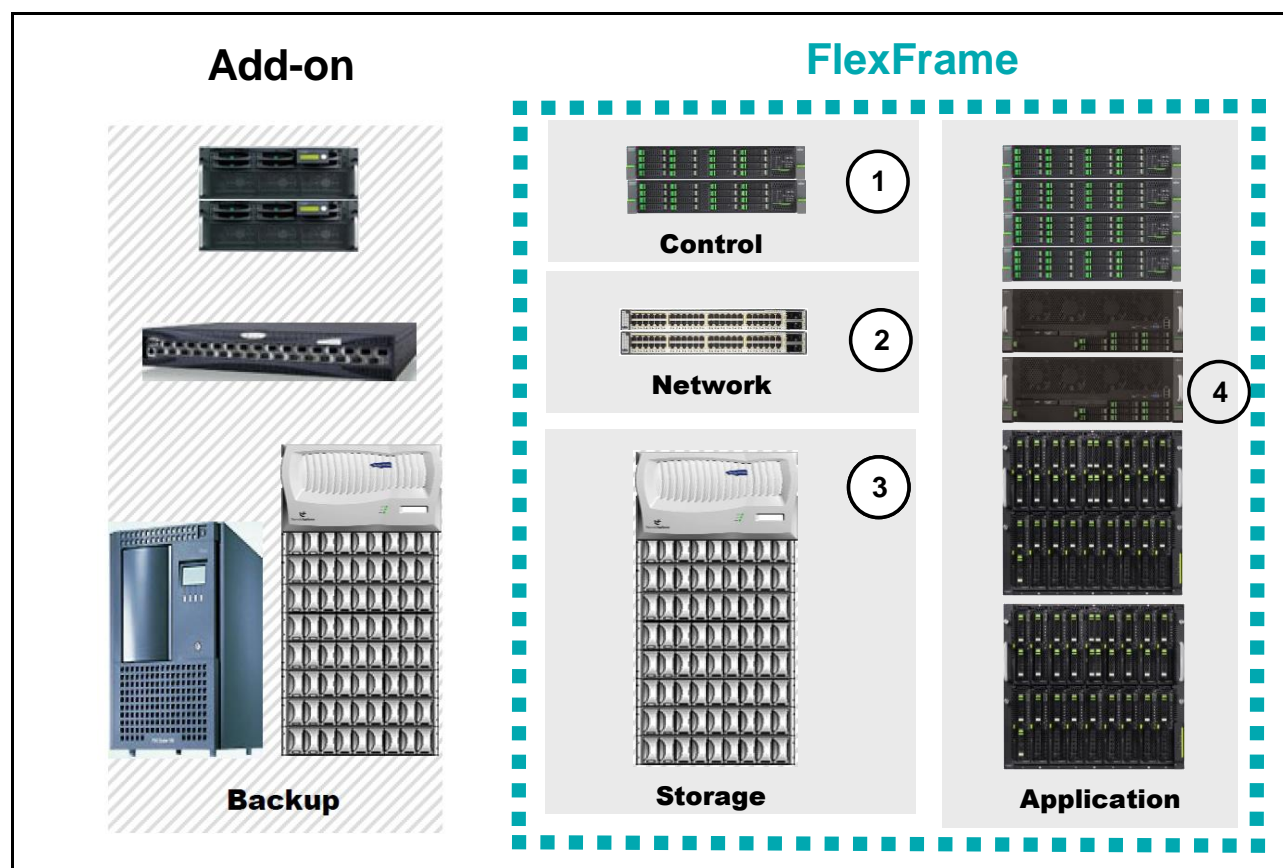 Add-on
FlexFrame
1
Control
2
Network
3
Storage
4
Application
Backup